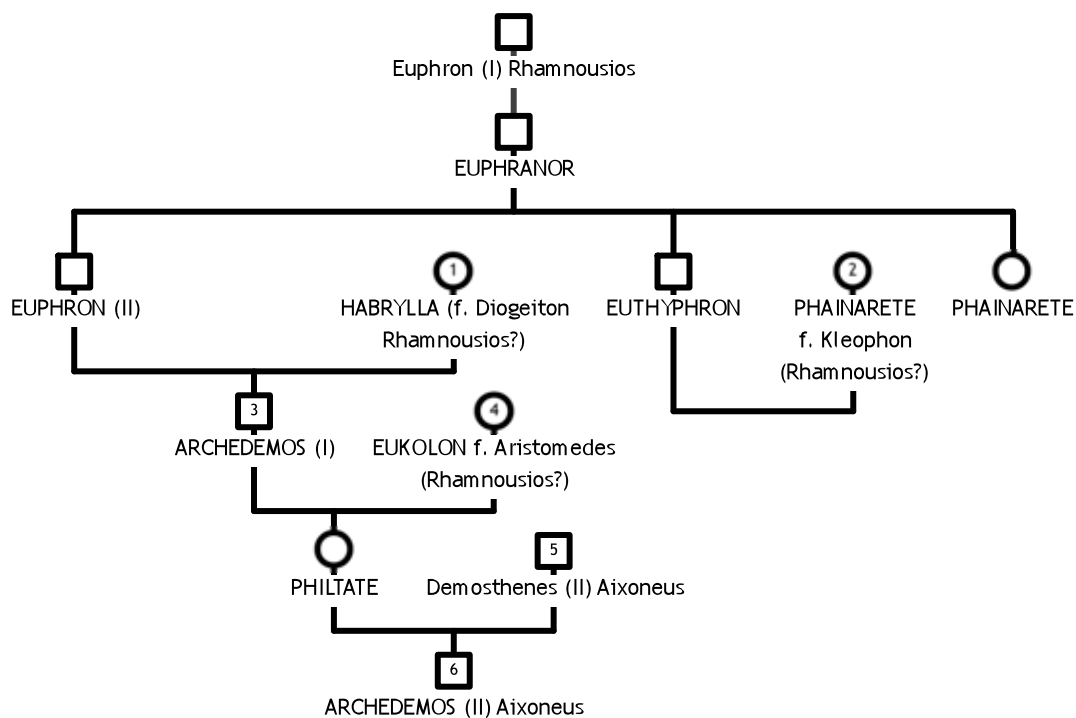 Euphron (I) Rhamnousios
EUPHRANOR
1
2
EUPHRON (II)
HABRYLLA (f. Diogeiton
Rhamnousios?)
EUTHYPHRON
PHAINARETE
f. Kleophon
(Rhamnousios?)
PHAINARETE
3
4
ARCHEDEMOS (I)
EUKOLON f. Aristomedes
(Rhamnousios?)
5
PHILTATE
Demosthenes (II) Aixoneus
6
ARCHEDEMOS (II) Aixoneus